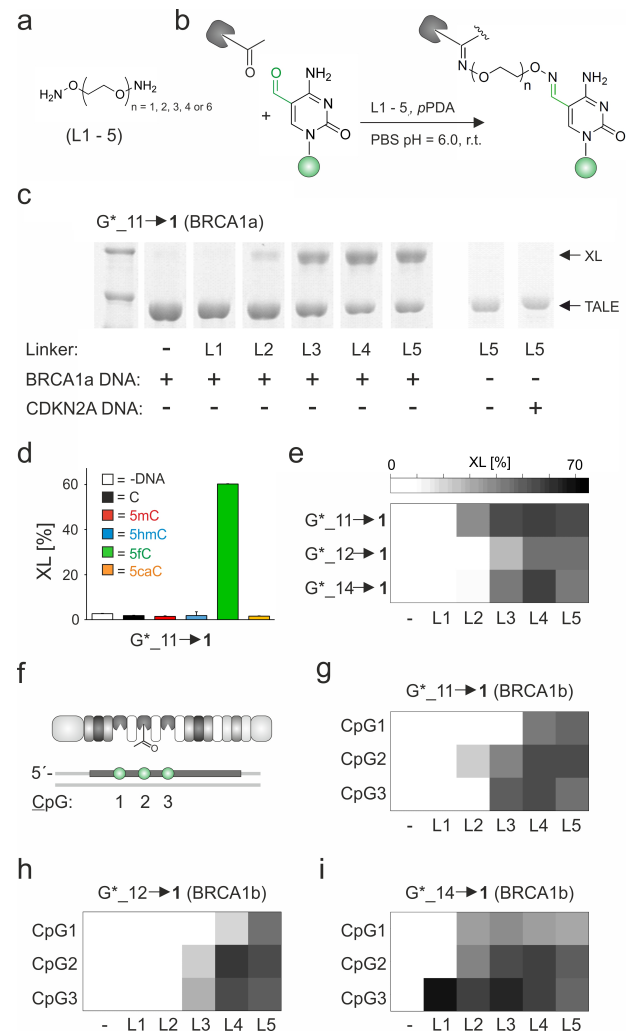 a
b
H₂N
O
(
O
)
O
NH₂
n = 1, 2, 3, 4 or 6
(L1 - 5)
O
+
O
NH₂
N
N
O
L1 - 5, pPDA
PBS pH = 6.0, r.t.
N
(
O
)
n
O
N
NH₂
N
N
O
c
G*_11→1 (BRCA1a)
XL
TALE
Linker: - L1 L2 L3 L4 L5 L5 L5
BRCA1a DNA: + + + + + + - -
CDKN2A DNA: - - - - - - - +
d
XL [%]
60
40
20
0
= -DNA
= C
= 5mC
= 5hmC
= 5fC
= 5caC
G*_11→1
e
0 XL [%] 70
G*_11→1
G*_12→1
G*_14→1
- L1 L2 L3 L4 L5
f
O
5´-
CpG: 1 2 3
g
G*_11→1 (BRCA1b)
CpG1
CpG2
CpG3
- L1 L2 L3 L4 L5
h
G*_12→1 (BRCA1b)
CpG1
CpG2
CpG3
- L1 L2 L3 L4 L5
i
G*_14→1 (BRCA1b)
CpG1
CpG2
CpG3
- L1 L2 L3 L4 L5